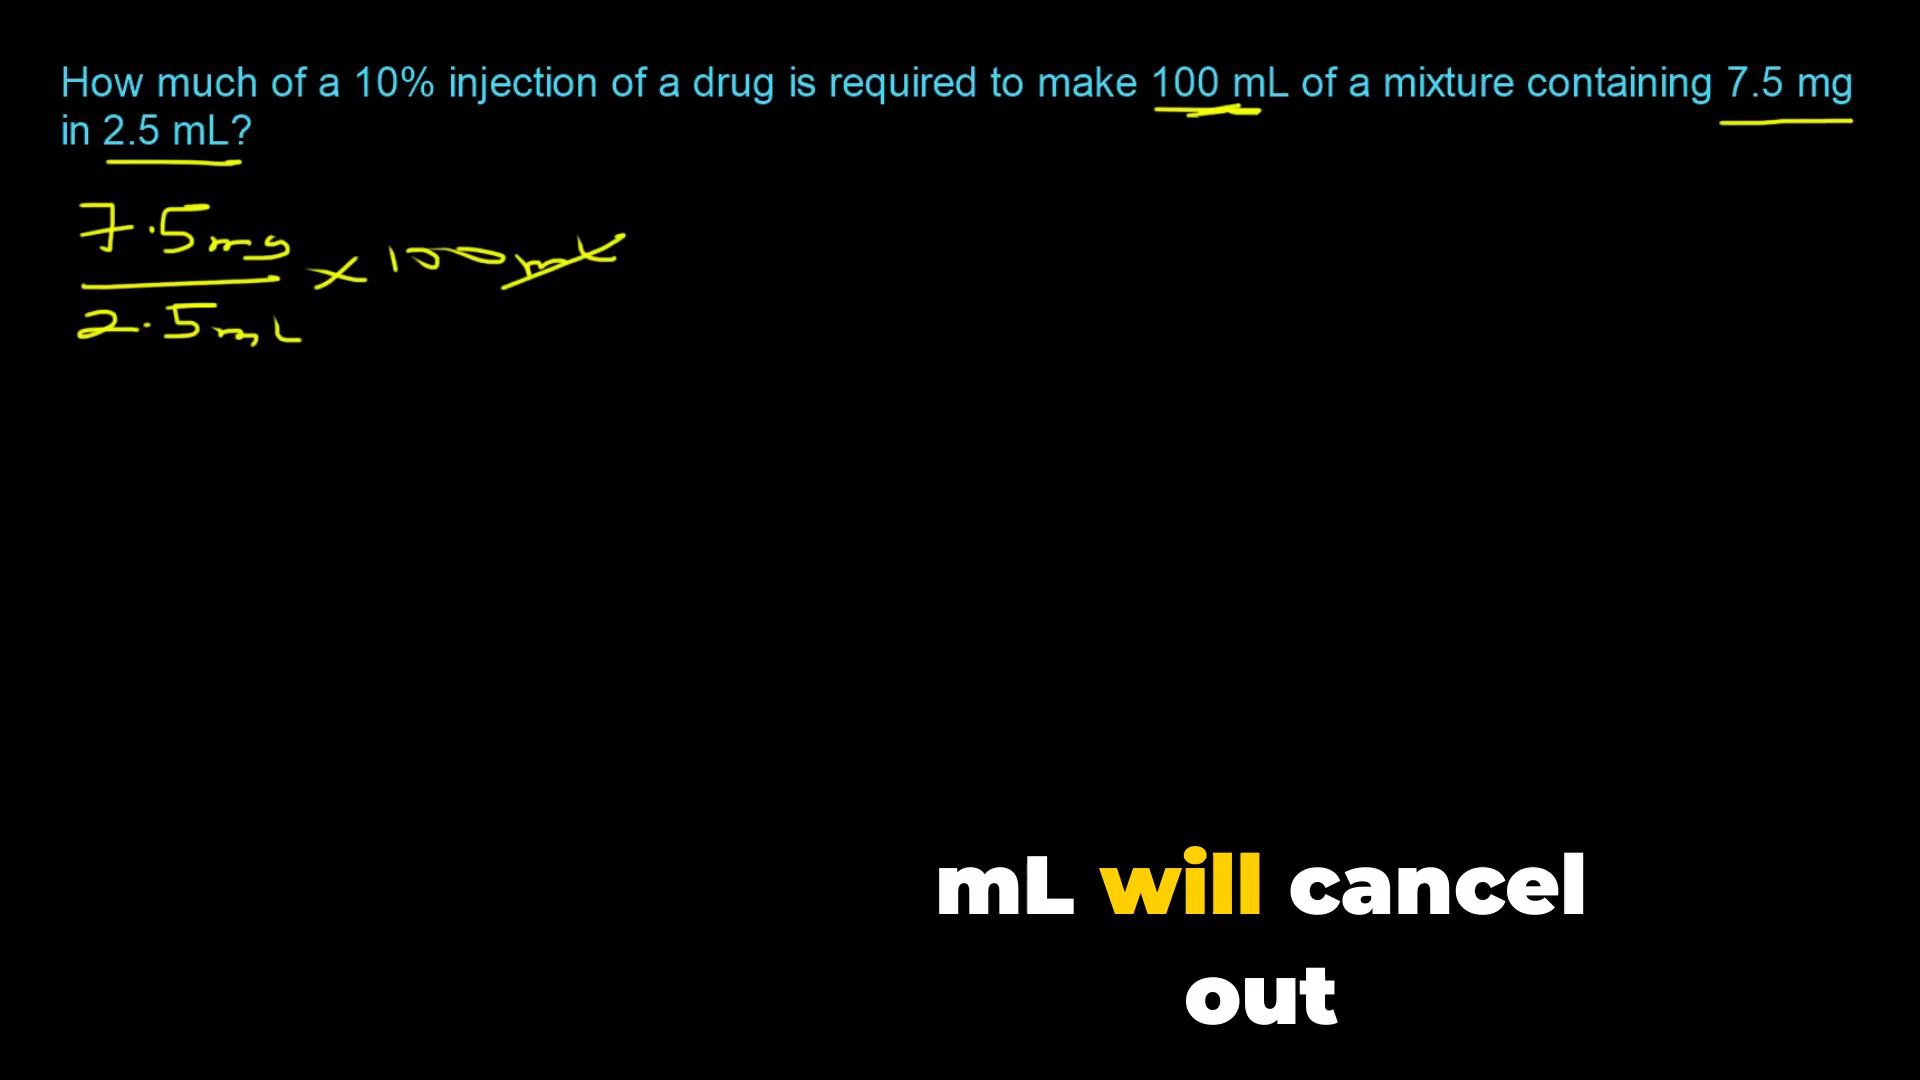 How much of a 10% injection of a drug is required to make 100 mL of a mixture containing 7.5 mg
in 2.5 mL?
7.5mg
× 100mL
2.5mL
mL will cancel
out